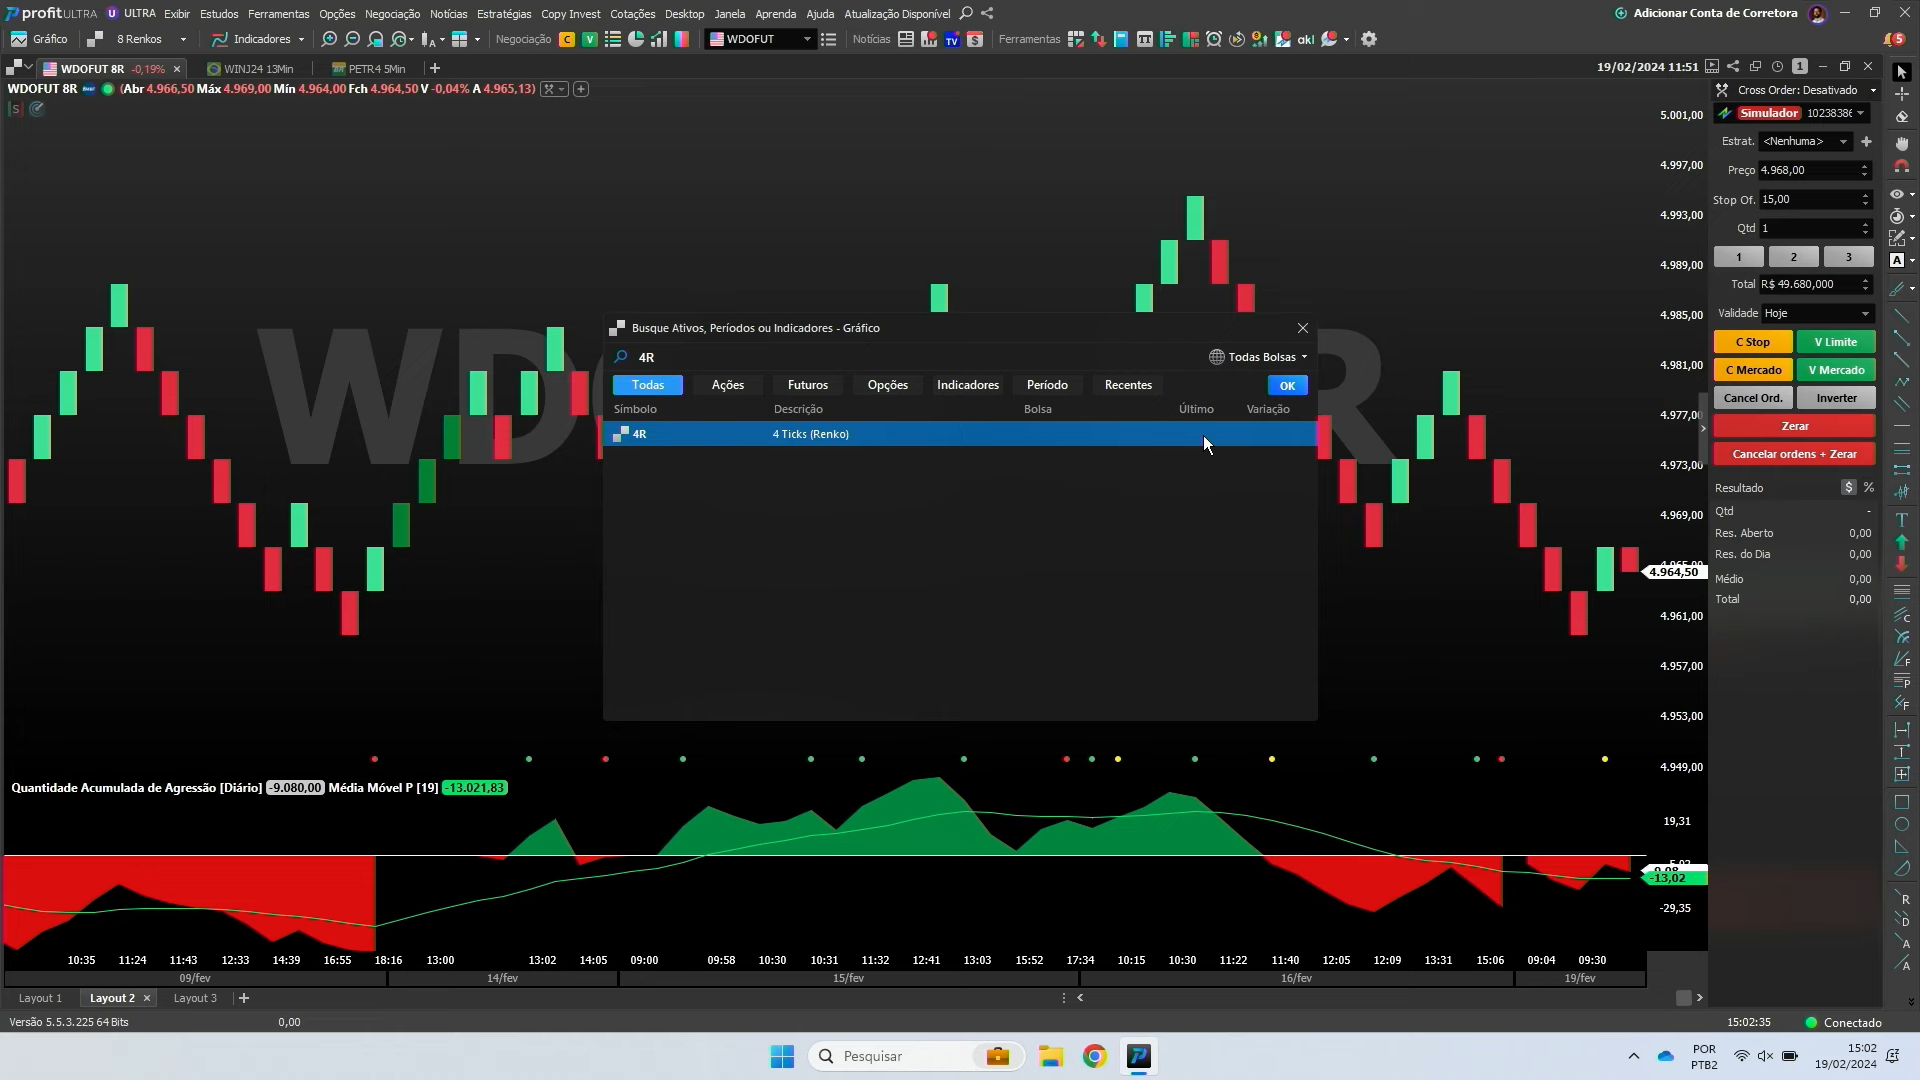 profitULTRA ULTRA Exibir Estudos Ferramentas Opções Negociação Notícias Estratégias Copy Invest Cotações Desktop Janela Aprenda Ajuda Atualização Disponível Adicionar Conta de Corretora
Gráfico 8 Renkos Indicadores Negociação C V WDOFUT Notícias TV $ Ferramentas TT akl 5
WDOFUT 8R -0,19% WINJ24 13Min PETR4 5Min 19/02/2024 11:51 1
WDOFUT 8R (Abr 4.966,50 Máx 4.969,00 Mín 4.964,00 Fch 4.964,50 V -0,04% A 4.965,13)
Cross Order: Desativado
Simulador 10238386
Estrat. <Nenhuma>
Preço 4.968,00
Stop Of. 15,00
Qtd 1
1 2 3
Total R$ 49.680,000
Validade Hoje
C Stop V Limite
C Mercado V Mercado
Cancel Ord. Inverter
Zerar
Cancelar ordens + Zerar
Resultado $ %
Qtd -
Res. Aberto 0,00
Res. do Dia 0,00
Médio 0,00
Total 0,00
5.001,00
4.997,00
4.993,00
4.989,00
4.985,00
4.981,00
4.977,00
4.973,00
4.969,00
4.964,50
4.961,00
4.957,00
4.953,00
4.949,00
Busque Ativos, Períodos ou Indicadores - Gráfico
4R Todas Bolsas
Todas Ações Futuros Opções Indicadores Período Recentes OK
Símbolo Descrição Bolsa Último Variação
4R 4 Ticks (Renko)
Quantidade Acumulada de Agressão [Diário] -9.080,00 Média Móvel P [19] -13.021,83
19,31
-13,02
-29,35
10:35 11:24 11:43 12:33 14:39 16:55 18:16 13:00 13:02 14:05 09:00 09:58 10:30 10:31 11:32 12:41 13:03 15:52 17:34 10:15 10:30 11:22 11:40 12:05 12:09 13:31 15:06 09:04 09:30
09/fev 14/fev 15/fev 16/fev 19/fev
Layout 1 Layout 2 Layout 3
Versão 5.5.3.225 64 Bits 0,00 15:02:35 Conectado
Pesquisar
POR
PTB2
15:02
19/02/2024